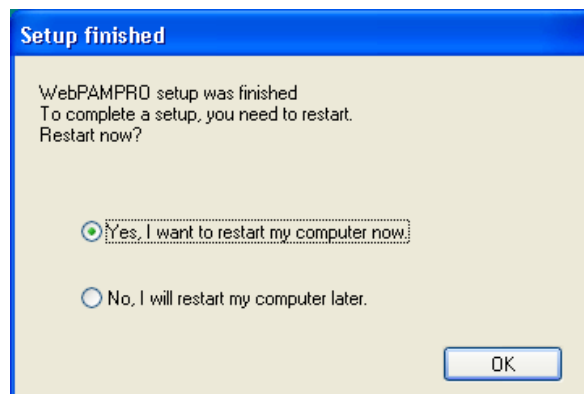 Setup finished
WebPAMPRO setup was finished
To complete a setup, you need to restart.
Restart now?
Yes, I want to restart my computer now.
No, I will restart my computer later.
OK